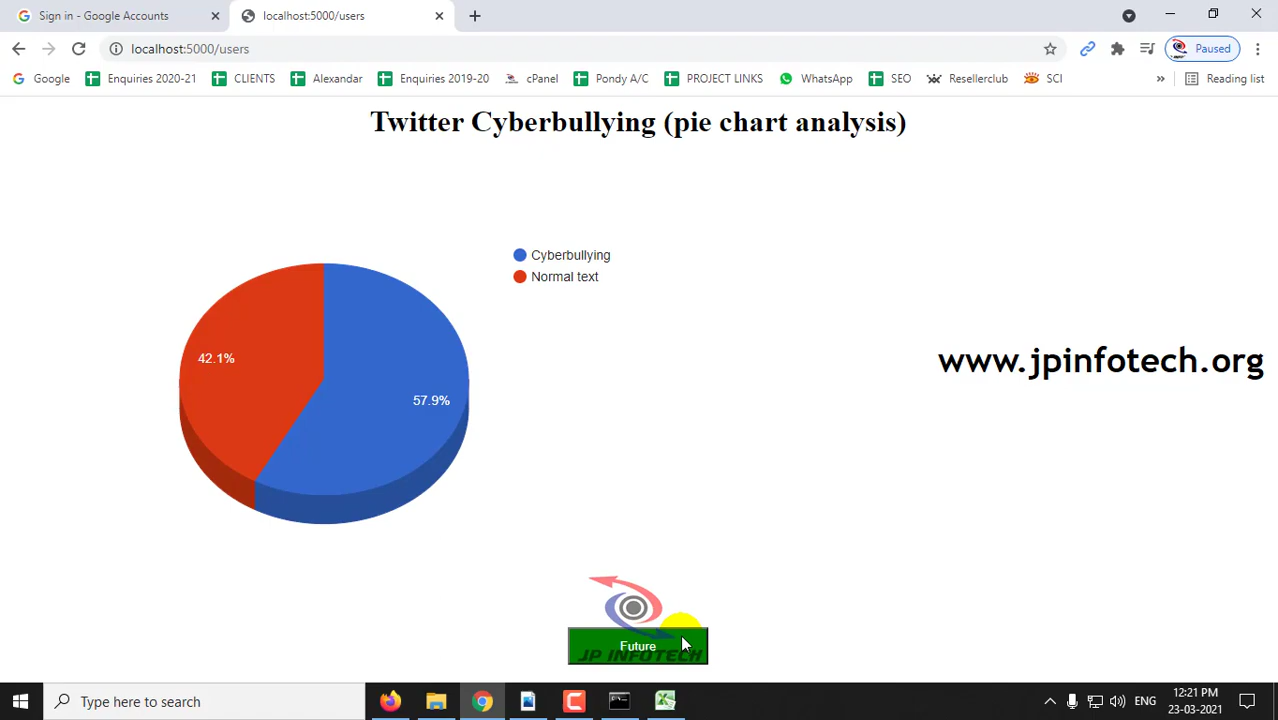 Sign in - Google Accounts
localhost:5000/users
localhost:5000/users
Paused
Google
Enquiries 2020-21
CLIENTS
Alexandar
Enquiries 2019-20
cPanel
Pondy A/C
PROJECT LINKS
WhatsApp
SEO
Resellerclub
SCI
»
Reading list
Twitter Cyberbullying (pie chart analysis)
Cyberbullying
Normal text
42.1%
57.9%
www.jpinfotech.org
Future
JP INFOTECH
Type here to search
ENG
12:21 PM
23-03-2021